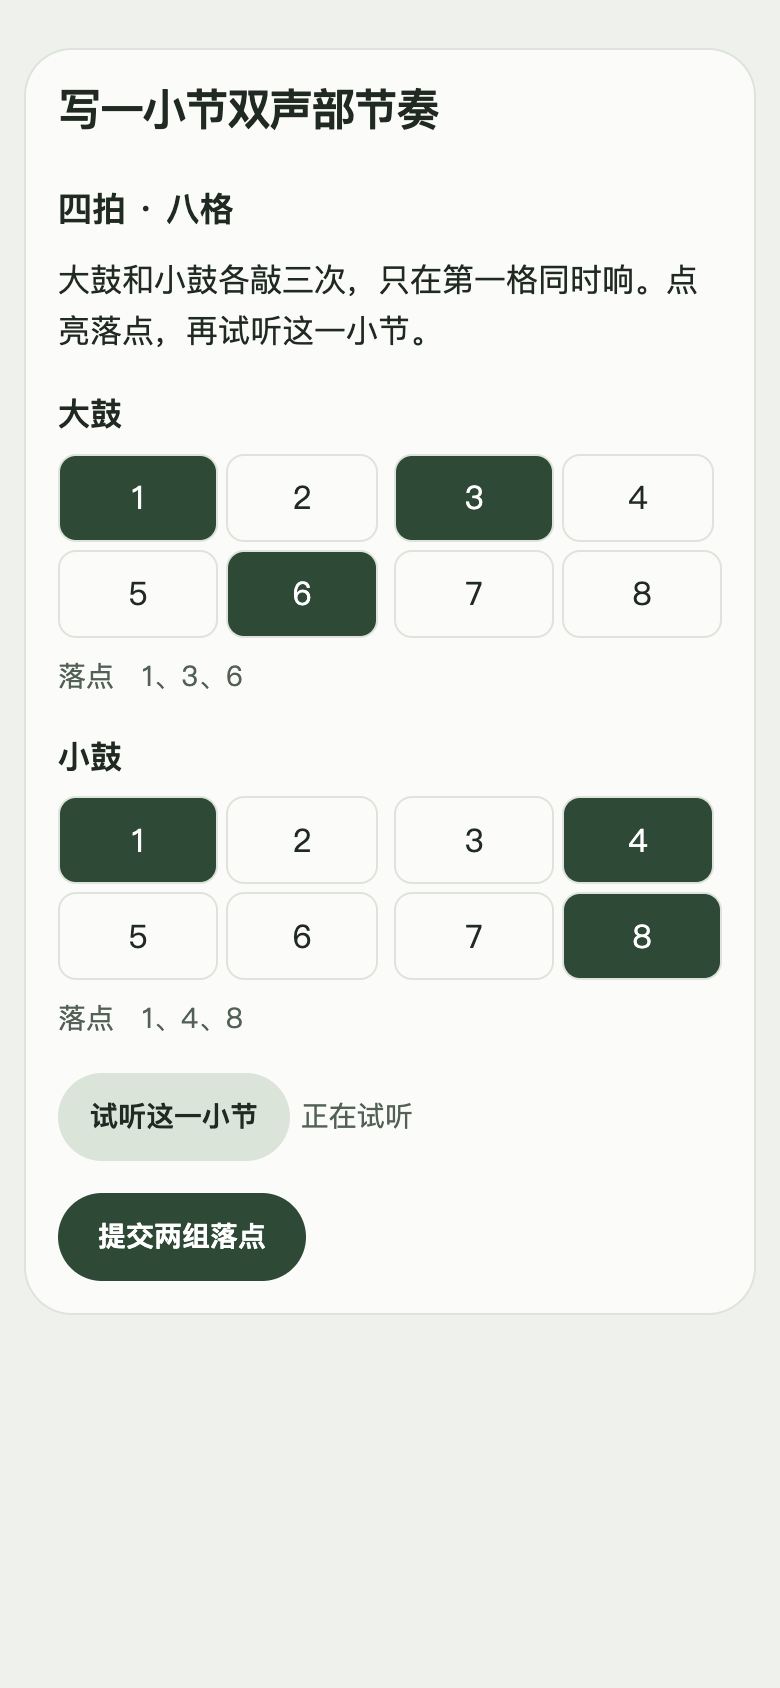 写一小节双声部节奏
四拍 · 八格
大鼓和小鼓各敲三次，只在第一格同时响。点
亮落点，再试听这一小节。
大鼓
1 2 3 4
5 6 7 8
落点 1、3、6
小鼓
1 2 3 4
5 6 7 8
落点 1、4、8
试听这一小节 正在试听
提交两组落点